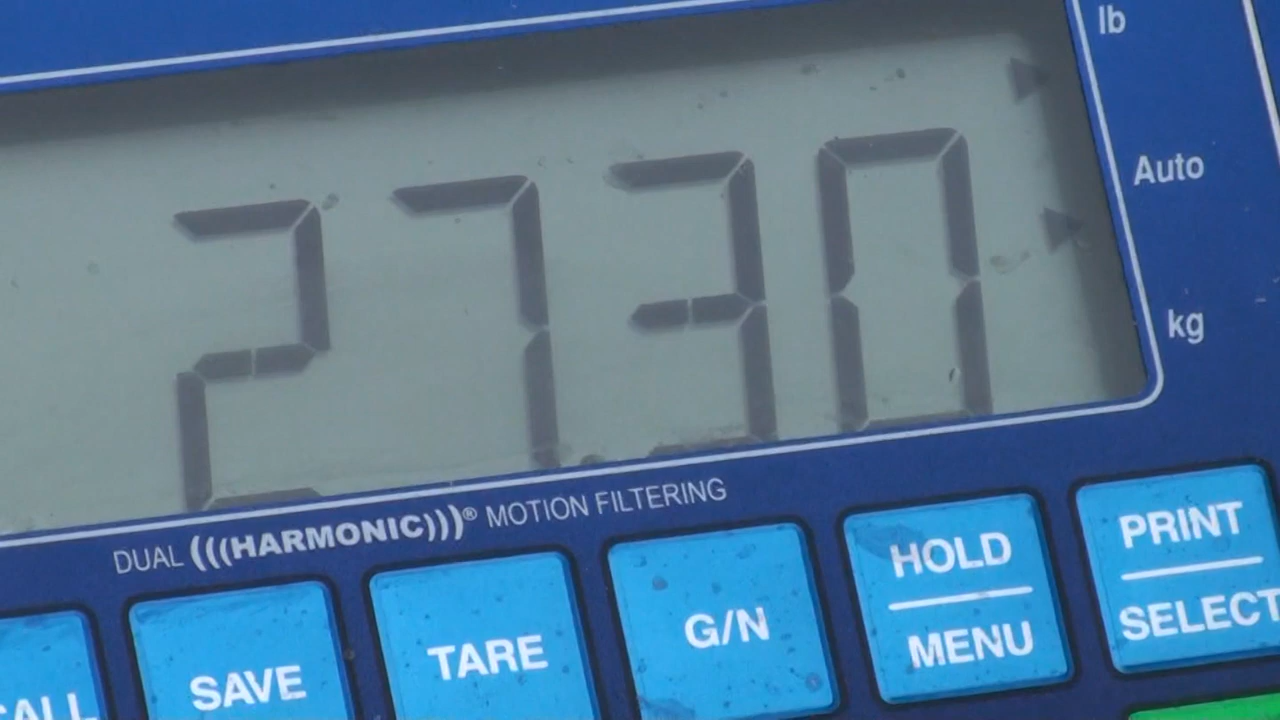 lb
Auto
kg
2730
DUAL (((HARMONIC)))® MOTION FILTERING
SAVE
TARE
G/N
HOLD
MENU
PRINT
SELECT